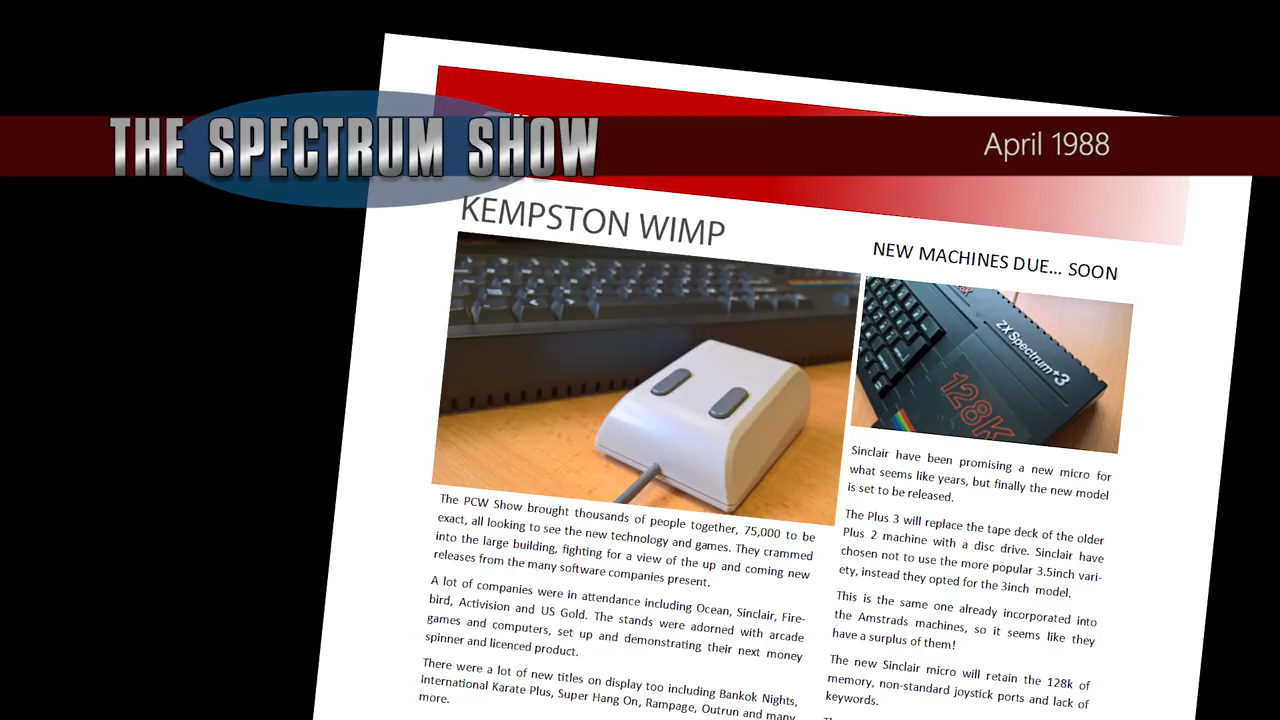 THE SPECTRUM SHOW
April 1988
KEMPSTON WIMP
The PCW Show brought thousands of people together, 75,000 to be
exact, all looking to see the new technology and games. They crammed
into the large building, fighting for a view of the up and coming new
releases from the many software companies present.
A lot of companies were in attendance including Ocean, Sinclair, Fire-
bird, Activision and US Gold. The stands were adorned with arcade
games and computers, set up and demonstrating their next money
spinner and licenced product.
There were a lot of new titles on display too including Bankok Nights,
International Karate Plus, Super Hang On, Rampage, Outrun and many
more.
NEW MACHINES DUE... SOON
ZX Spectrum +3
128K
Sinclair have been promising a new micro for
what seems like years, but finally the new model
is set to be released.
The Plus 3 will replace the tape deck of the older
Plus 2 machine with a disc drive. Sinclair have
chosen not to use the more popular 3.5inch vari-
ety, instead they opted for the 3inch model.
This is the same one already incorporated into
the Amstrads machines, so it seems like they
have a surplus of them!
The new Sinclair micro will retain the 128k of
memory, non-standard joystick ports and lack of
keywords.